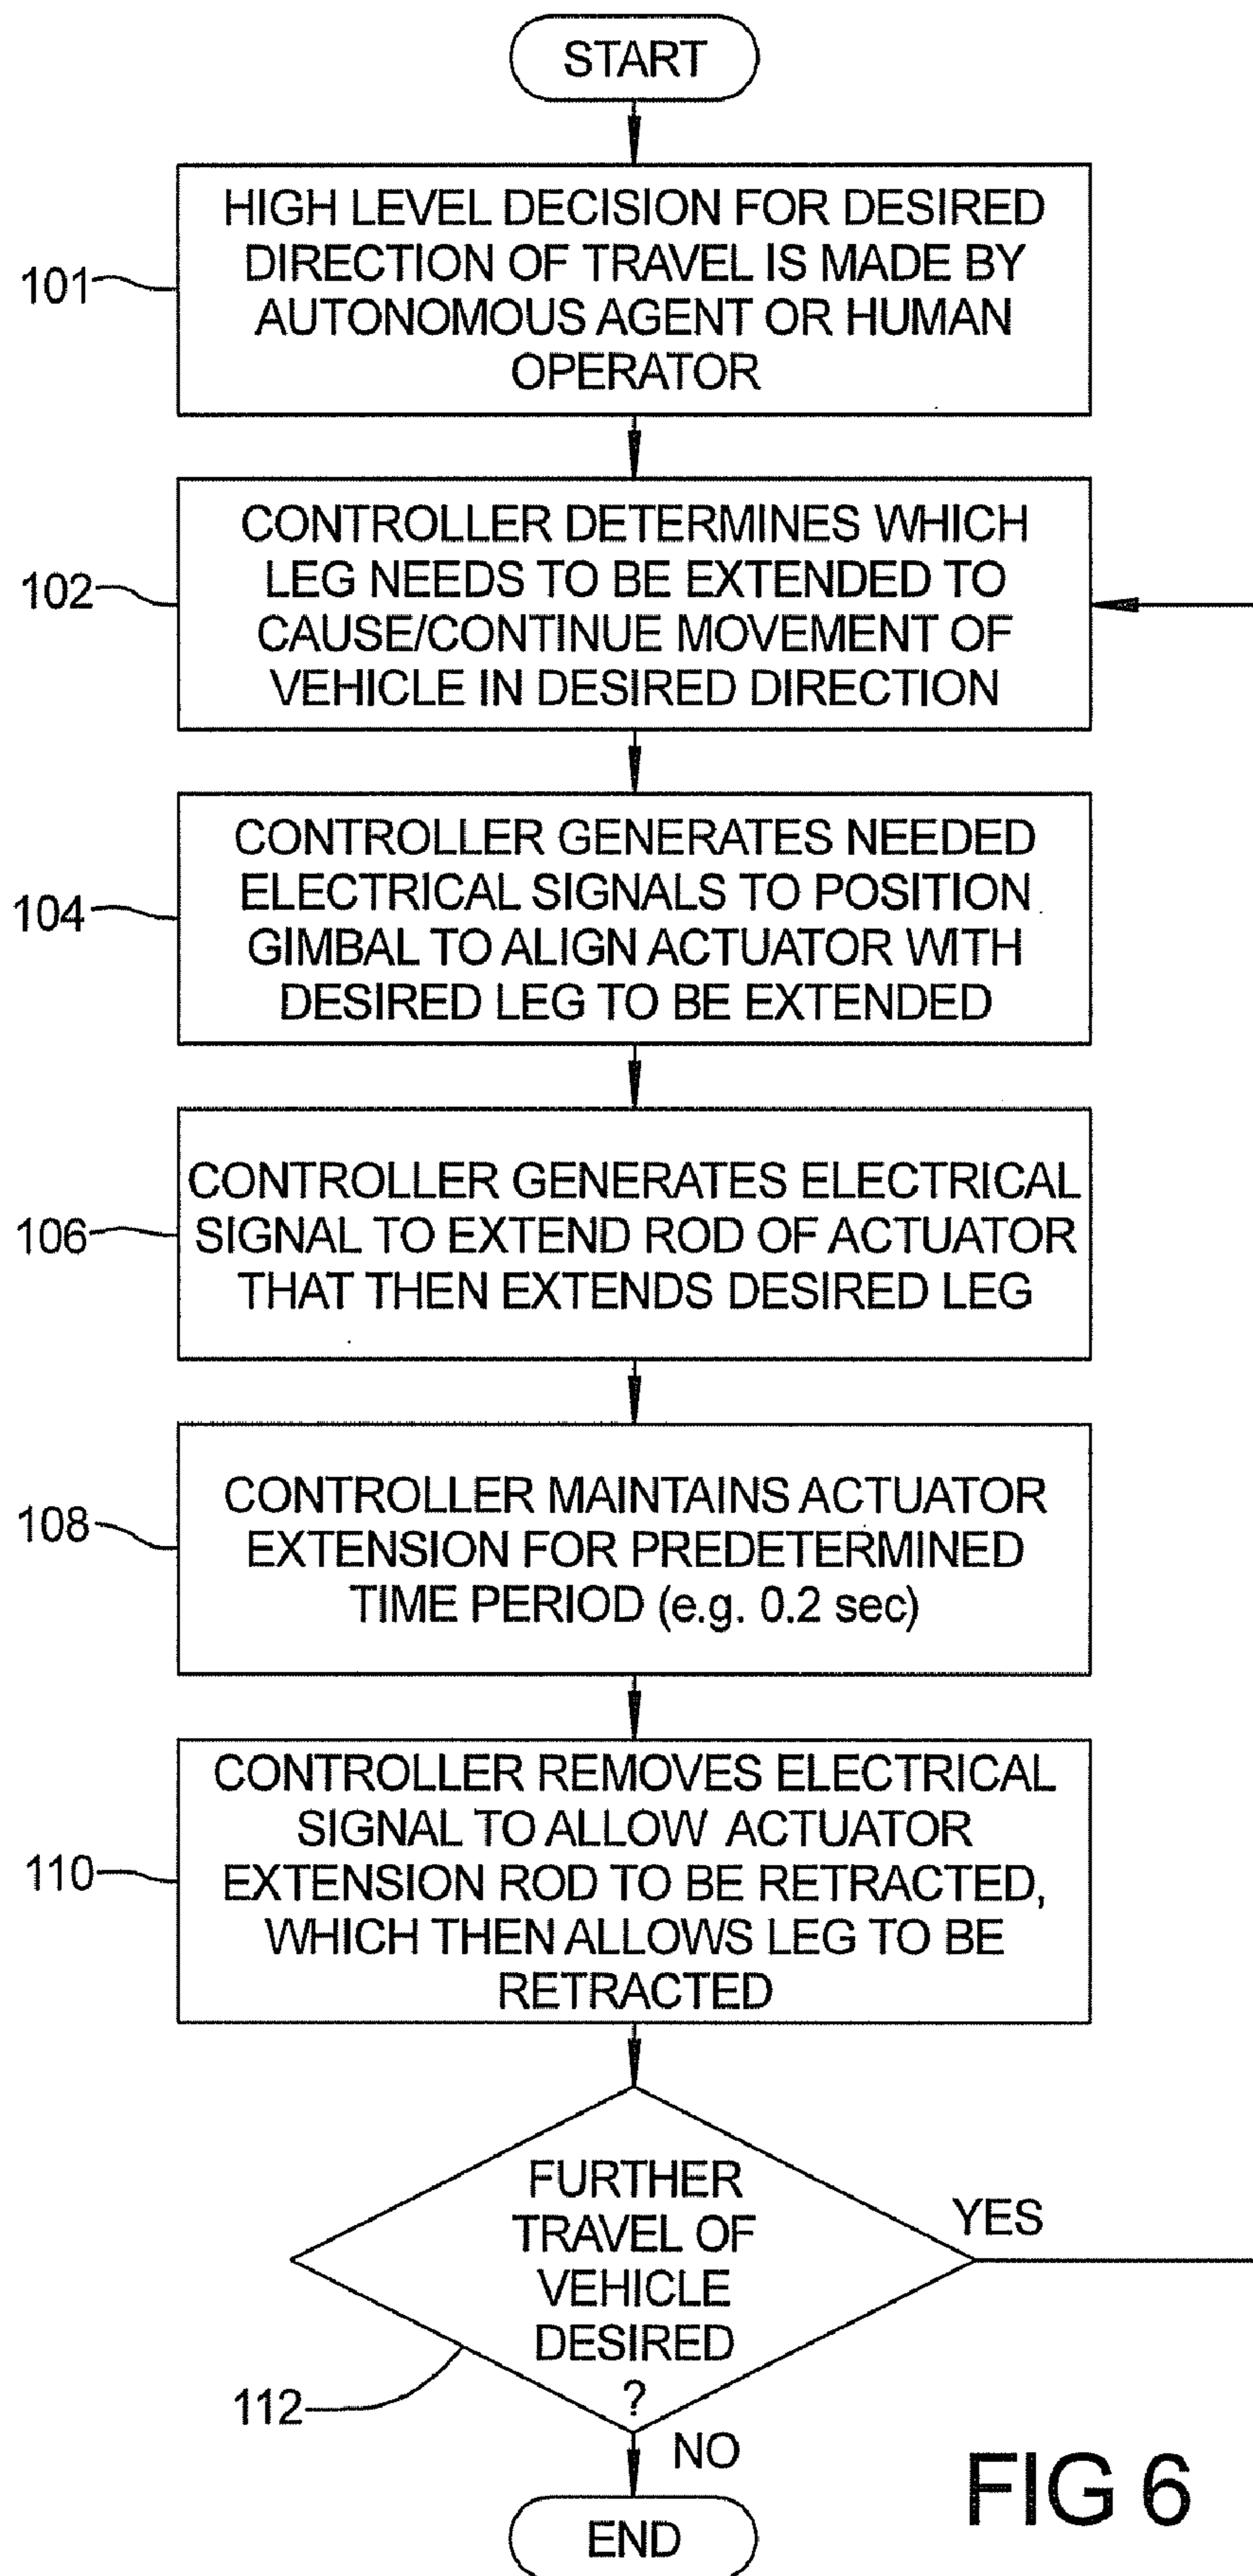 START
101
HIGH LEVEL DECISION FOR DESIRED
DIRECTION OF TRAVEL IS MADE BY
AUTONOMOUS AGENT OR HUMAN
OPERATOR
102
CONTROLLER DETERMINES WHICH
LEG NEEDS TO BE EXTENDED TO
CAUSE/CONTINUE MOVEMENT OF
VEHICLE IN DESIRED DIRECTION
104
CONTROLLER GENERATES NEEDED
ELECTRICAL SIGNALS TO POSITION
GIMBAL TO ALIGN ACTUATOR WITH
DESIRED LEG TO BE EXTENDED
106
CONTROLLER GENERATES ELECTRICAL
SIGNAL TO EXTEND ROD OF ACTUATOR
THAT THEN EXTENDS DESIRED LEG
108
CONTROLLER MAINTAINS ACTUATOR
EXTENSION FOR PREDETERMINED
TIME PERIOD (e.g. 0.2 sec)
110
CONTROLLER REMOVES ELECTRICAL
SIGNAL TO ALLOW ACTUATOR
EXTENSION ROD TO BE RETRACTED,
WHICH THEN ALLOWS LEG TO BE
RETRACTED
FURTHER
TRAVEL OF
VEHICLE
DESIRED
?
YES
112
NO
END
FIG 6